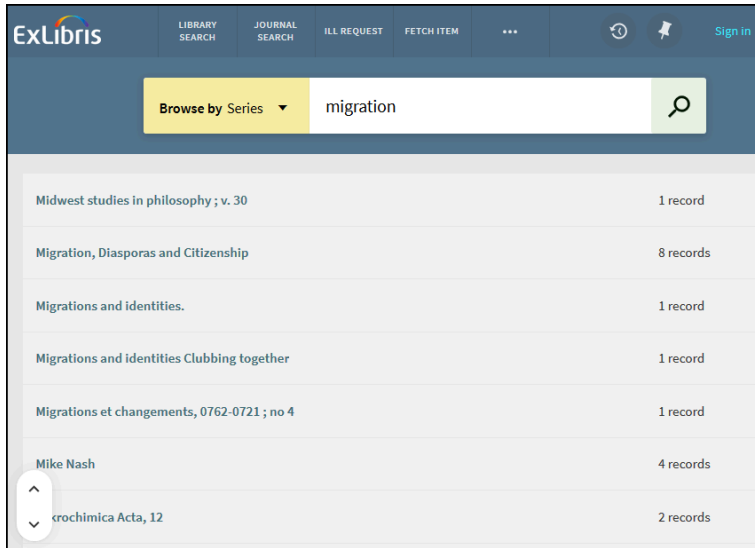 ExLibris
LIBRARY
SEARCH
JOURNAL
SEARCH
ILL REQUEST
FETCH ITEM
...
Sign in
Browse by Series
migration
Midwest studies in philosophy ; v. 30
1 record
Migration, Diasporas and Citizenship
8 records
Migrations and identities.
1 record
Migrations and identities Clubbing together
1 record
Migrations et changements, 0762-0721 ; no 4
1 record
Mike Nash
4 records
krochimica Acta, 12
2 records